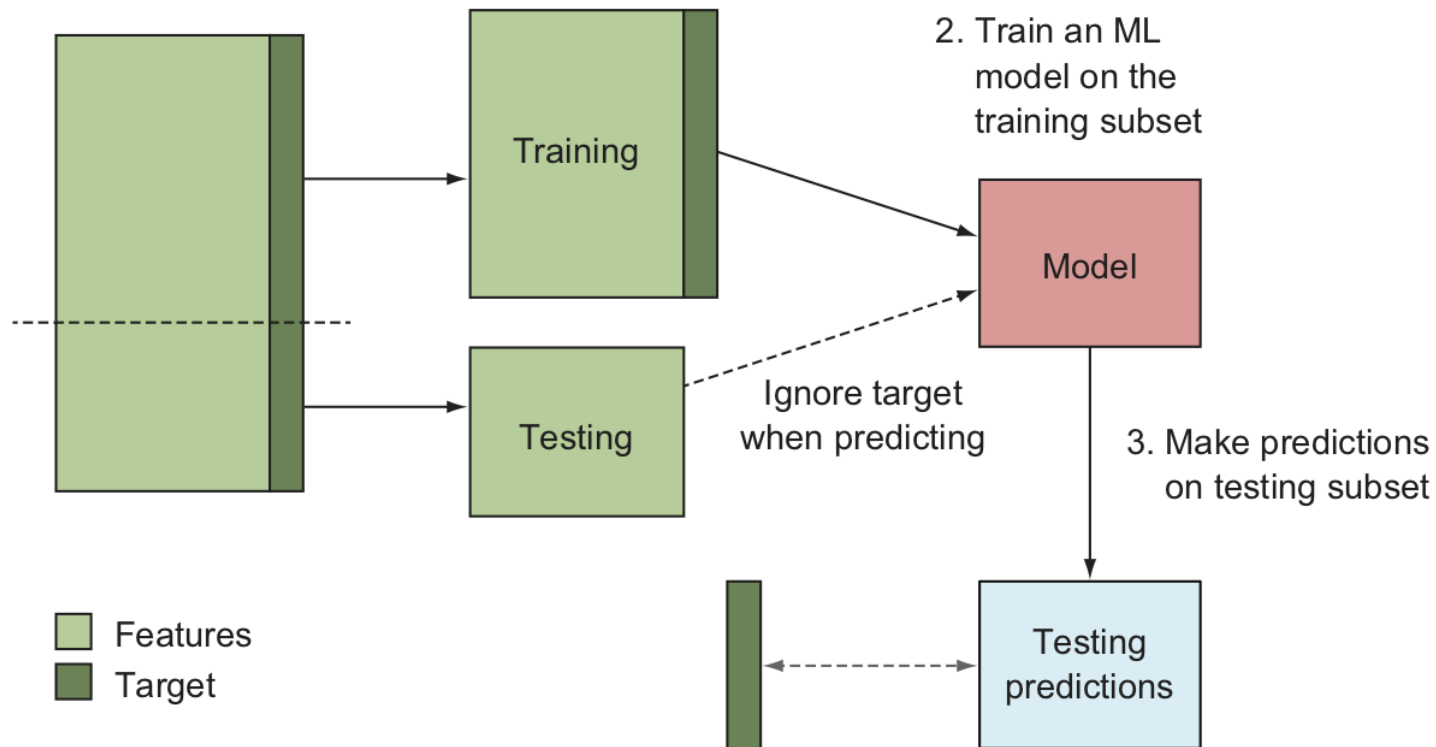 2. Train an ML
model on the
training subset
Training
Model
Testing
Ignore target
when predicting
3. Make predictions
on testing subset
Features
Target
Testing
predictions